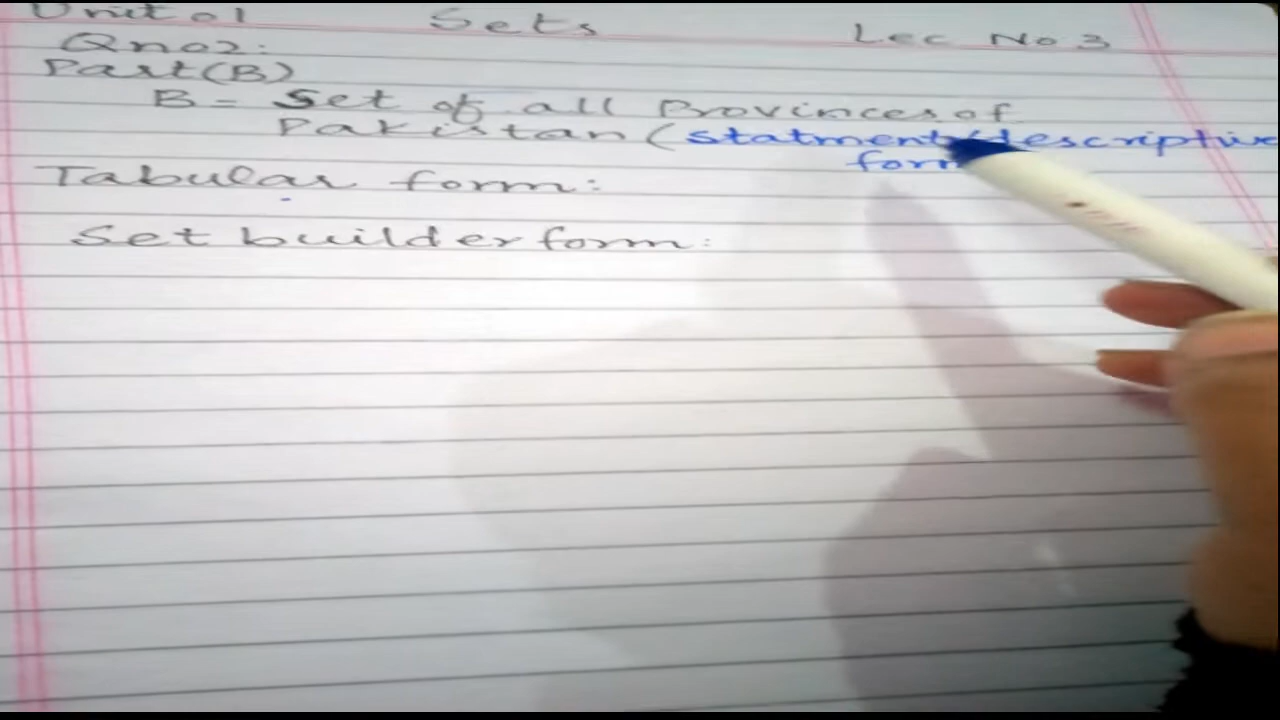 Unit 01 Sets Lec No 3
Qno2:
Part(B)
B = Set of all Provinces of
Pakistan (statment/descriptive
form
Tabular form:
Set builder form: